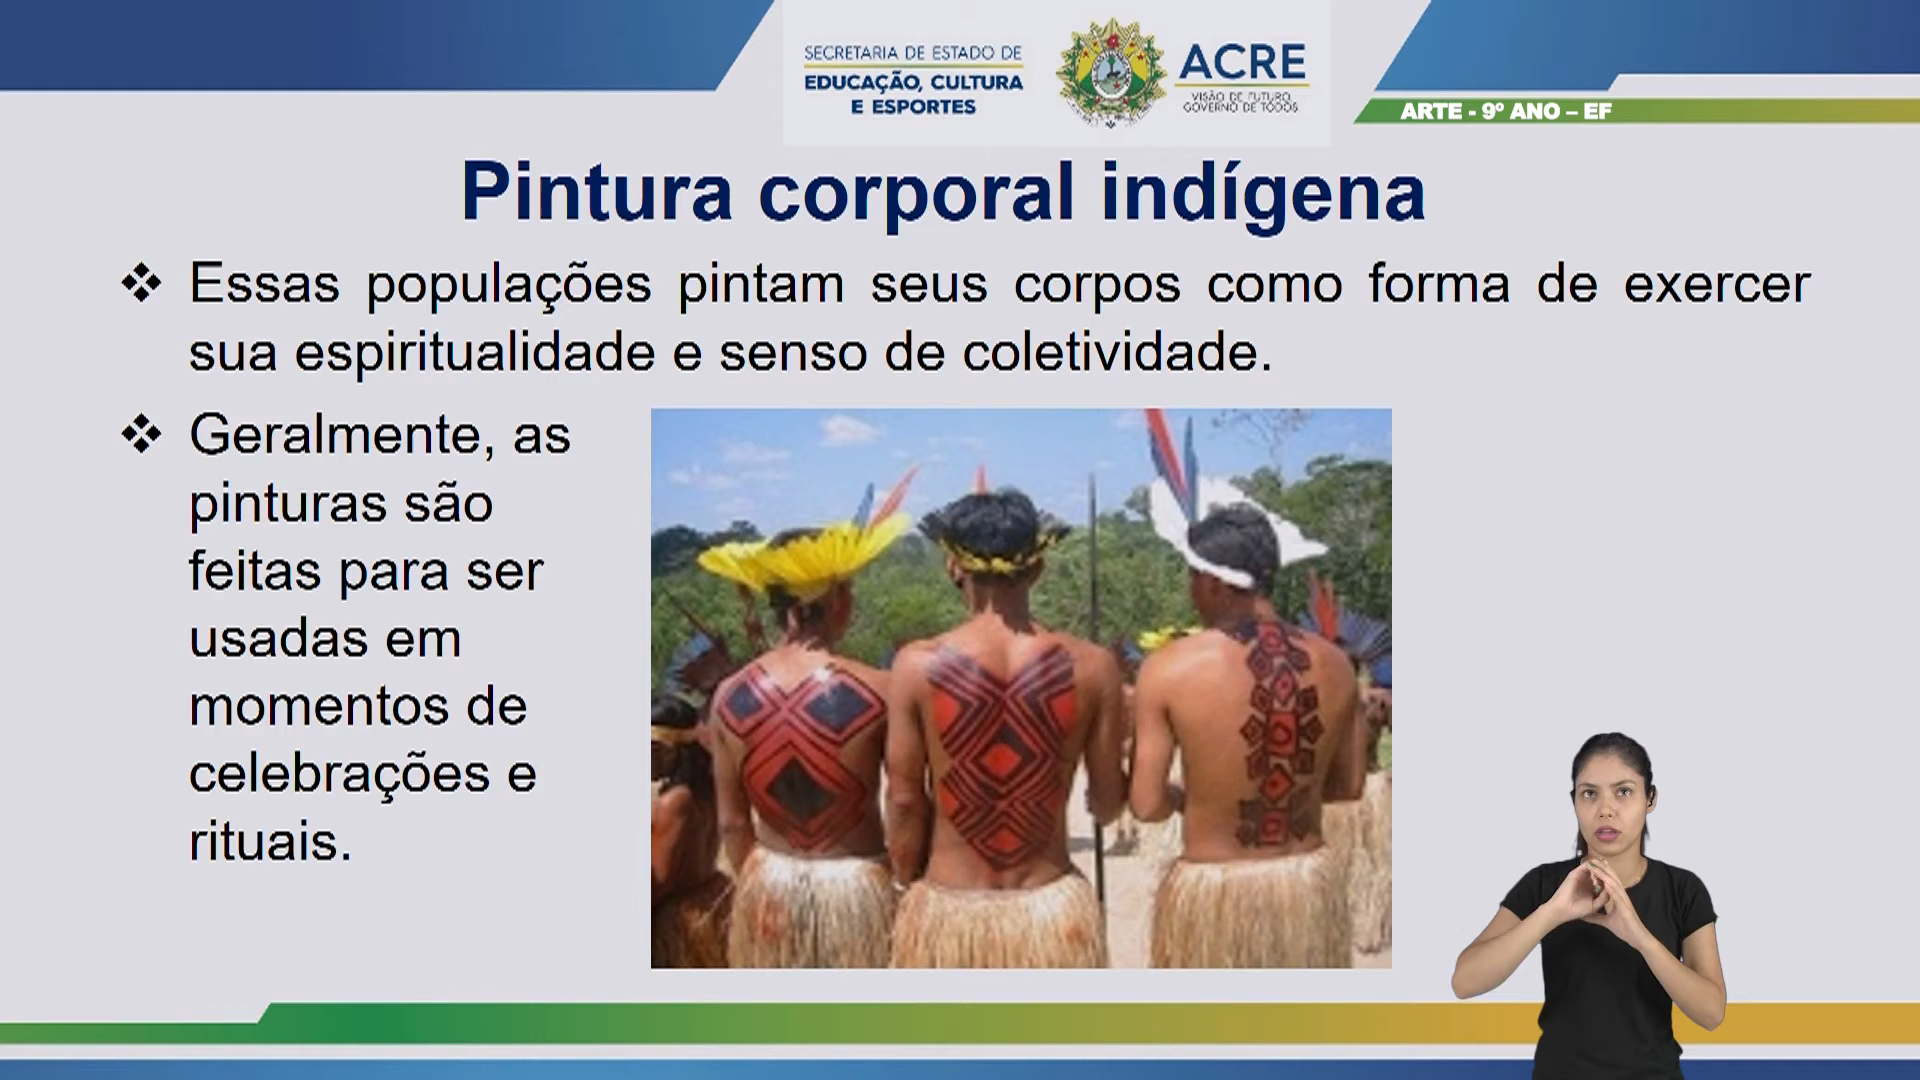 SECRETARIA DE ESTADO DE
EDUCAÇÃO, CULTURA
E ESPORTES
ACRE
VISÃO DE FUTURO,
GOVERNO DE TODOS
ARTE - 9º ANO – EF
Pintura corporal indígena
❖ Essas populações pintam seus corpos como forma de exercer
sua espiritualidade e senso de coletividade.
❖ Geralmente, as
pinturas são
feitas para ser
usadas em
momentos de
celebrações e
rituais.